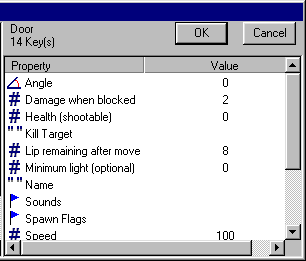 Door
14 Key(s)
OK
Cancel
Property Value
Angle 0
# Damage when blocked 2
# Health (shootable) 0
" " Kill Target
# Lip remaining after move 8
# Minimum light (optional) 0
" " Name
Sounds
Spawn Flags
# Speed 100